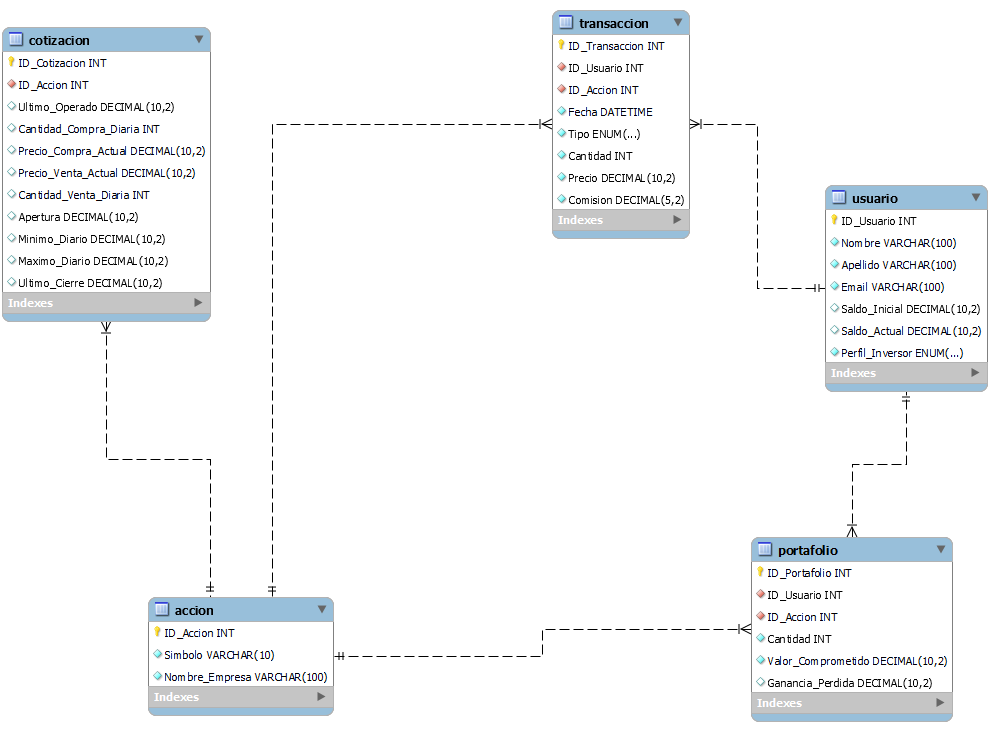 cotizacion
ID_Cotizacion INT
ID_Accion INT
Ultimo_Operado DECIMAL(10,2)
Cantidad_Compra_Diaria INT
Precio_Compra_Actual DECIMAL(10,2)
Precio_Venta_Actual DECIMAL(10,2)
Cantidad_Venta_Diaria INT
Apertura DECIMAL(10,2)
Minimo_Diario DECIMAL(10,2)
Maximo_Diario DECIMAL(10,2)
Ultimo_Cierre DECIMAL(10,2)
Indexes
transaccion
ID_Transaccion INT
ID_Usuario INT
ID_Accion INT
Fecha DATETIME
Tipo ENUM(...)
Cantidad INT
Precio DECIMAL(10,2)
Comision DECIMAL(5,2)
Indexes
usuario
ID_Usuario INT
Nombre VARCHAR(100)
Apellido VARCHAR(100)
Email VARCHAR(100)
Saldo_Inicial DECIMAL(10,2)
Saldo_Actual DECIMAL(10,2)
Perfil_Inversor ENUM(...)
Indexes
accion
ID_Accion INT
Simbolo VARCHAR(10)
Nombre_Empresa VARCHAR(100)
Indexes
portafolio
ID_Portafolio INT
ID_Usuario INT
ID_Accion INT
Cantidad INT
Valor_Comprometido DECIMAL(10,2)
Ganancia_Perdida DECIMAL(10,2)
Indexes